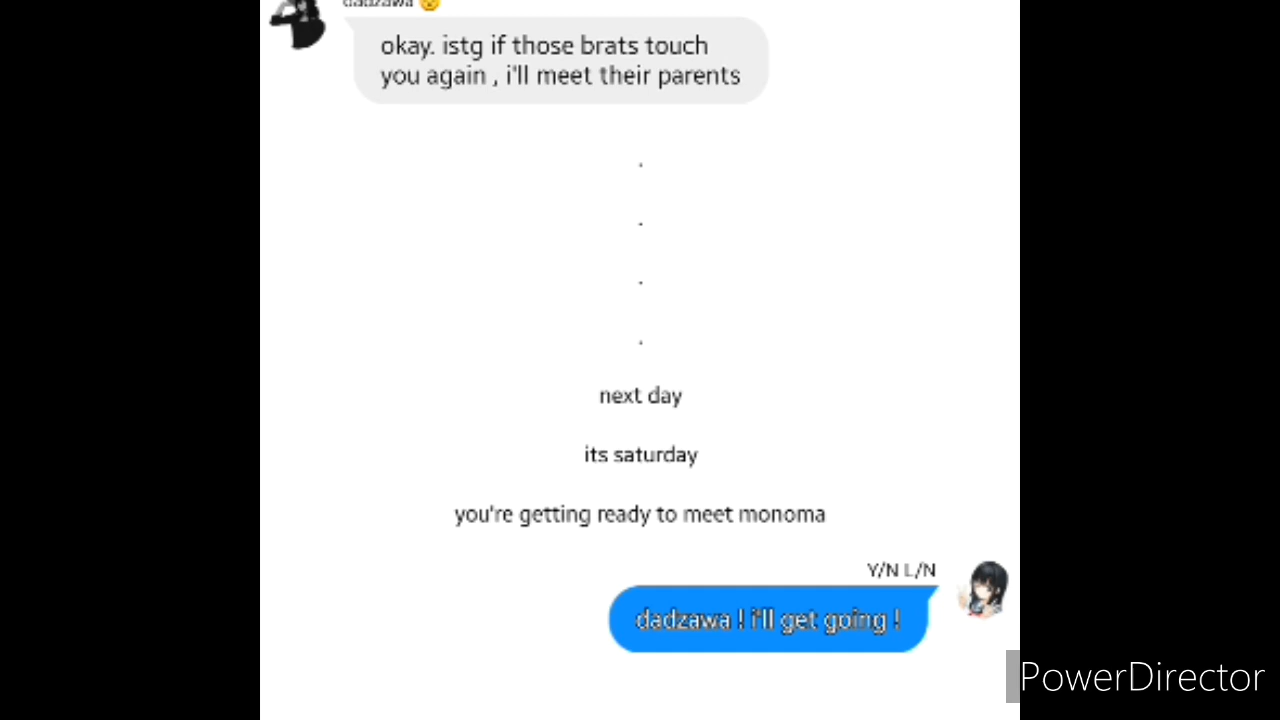 dadzawa 😴
okay. istg if those brats touch
you again , i'll meet their parents
.
.
.
.
next day
its saturday
you're getting ready to meet monoma
Y/N L/N
dadzawa ! i'll get going !
PowerDirector